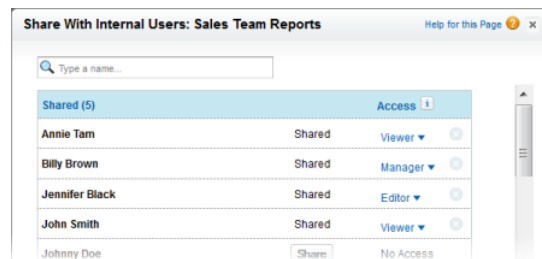 Share With Internal Users: Sales Team Reports Help for this Page ? x
Type a name...
Shared (5) Access i
Annie Tam Shared Viewer
Billy Brown Shared Manager
Jennifer Black Shared Editor
John Smith Shared Viewer
Johnny Doe Share No Access